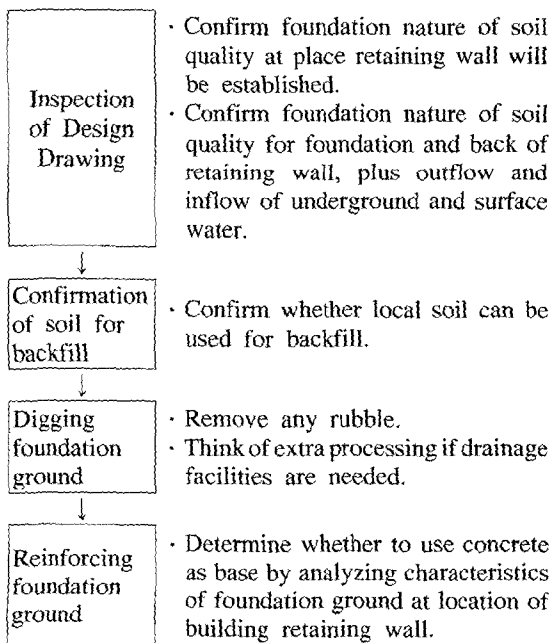 Inspection
of Design
Drawing
· Confirm foundation nature of soil
quality at place retaining wall will
be established.
· Confirm foundation nature of soil
quality for foundation and back of
retaining wall, plus outflow and
inflow of underground and surface
water.
↓
Confirmation
of soil for
backfill
· Confirm whether local soil can be
used for backfill.
↓
Digging
foundation
ground
· Remove any rubble.
· Think of extra processing if drainage
facilities are needed.
↓
Reinforcing
foundation
ground
· Determine whether to use concrete
as base by analyzing characteristics
of foundation ground at location of
building retaining wall.